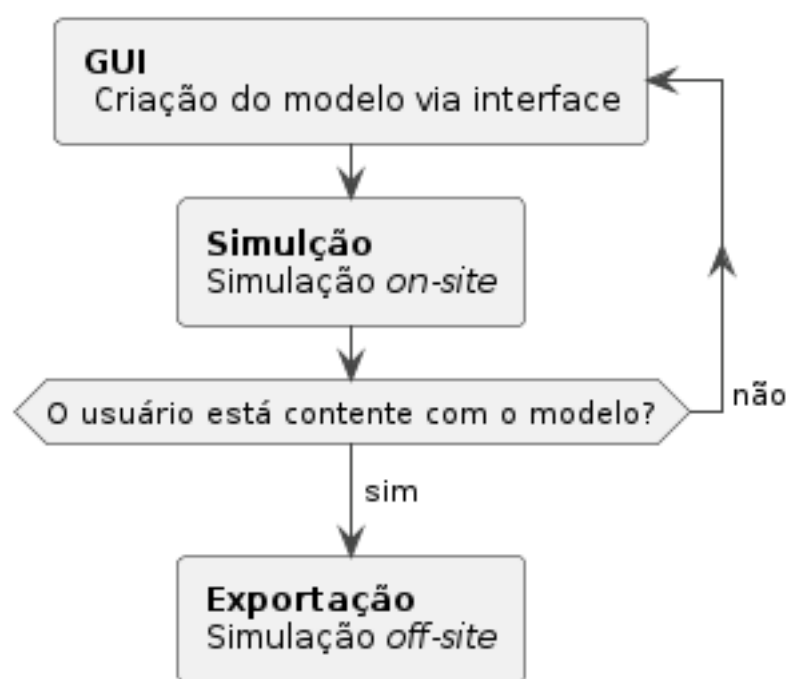 GUI
Criação do modelo via interface
Simulção
Simulação on-site
O usuário está contente com o modelo?
não
sim
Exportação
Simulação off-site